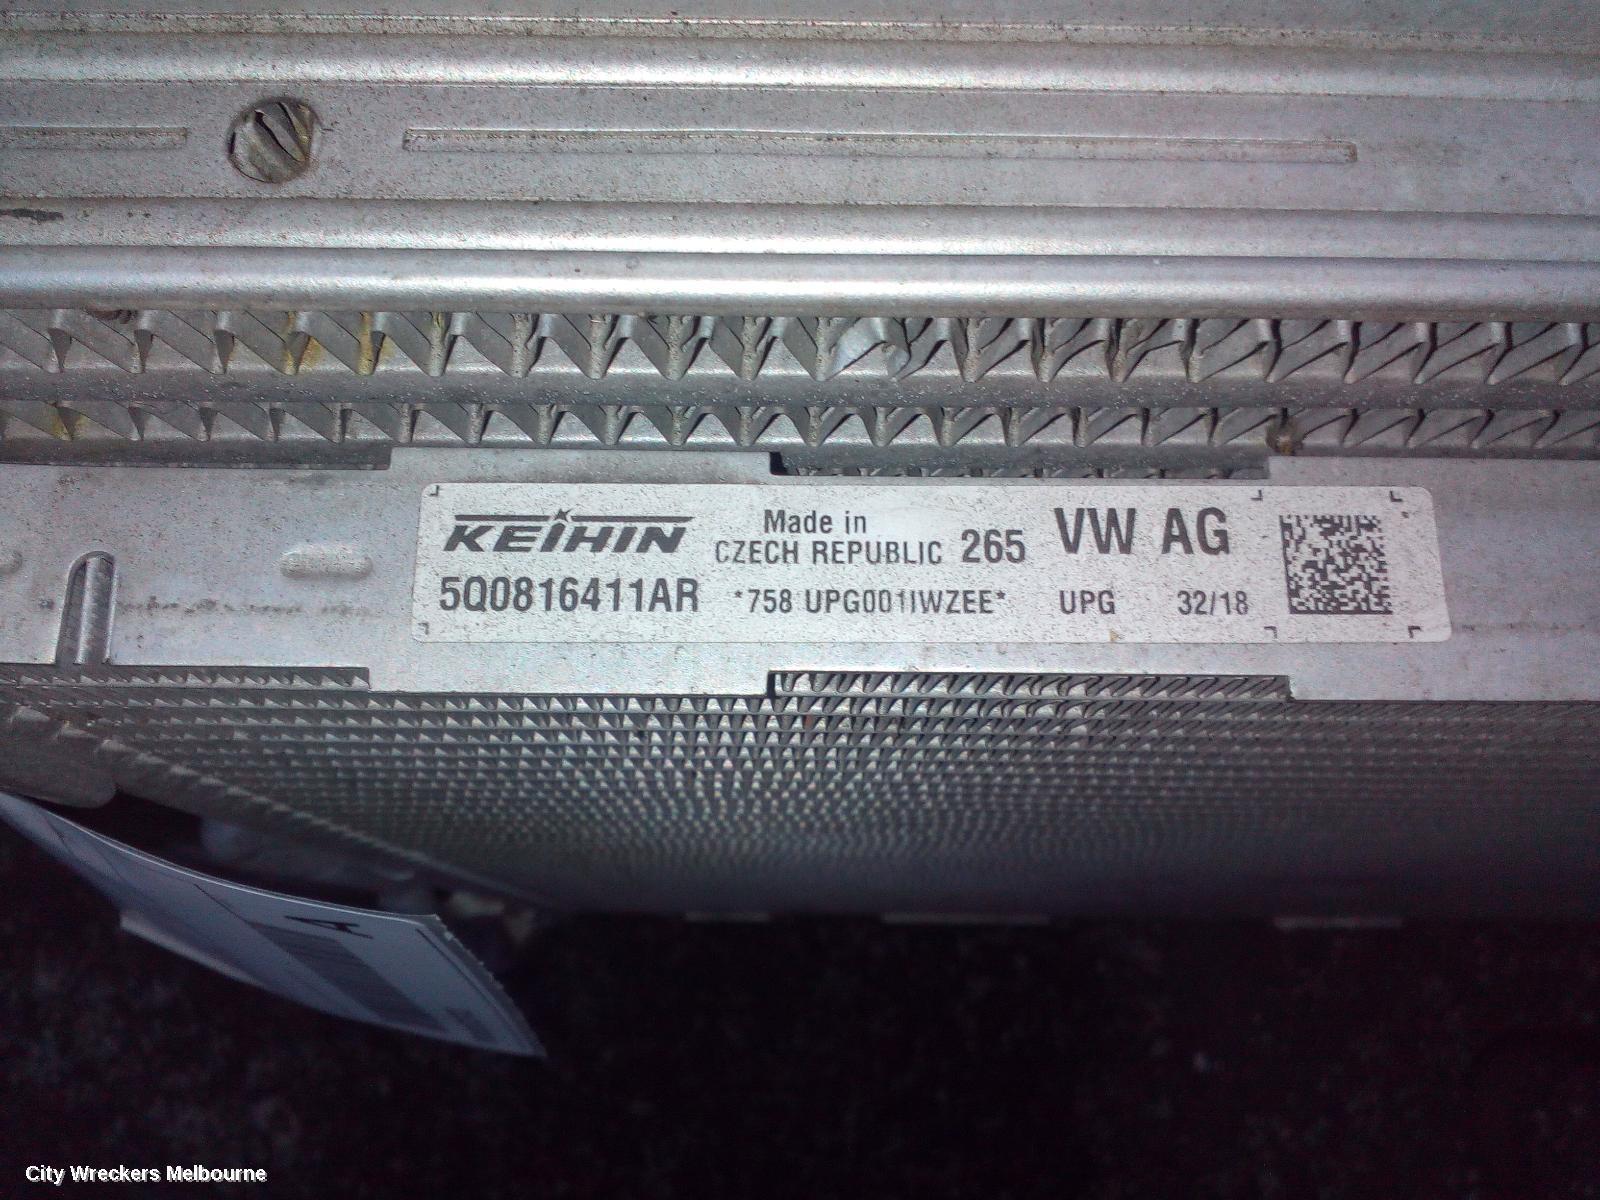 KEIHIN
Made in
CZECH REPUBLIC 265 VW AG
5Q0816411AR *758 UPG001IWZEE* UPG 32/18
A
City Wreckers Melbourne